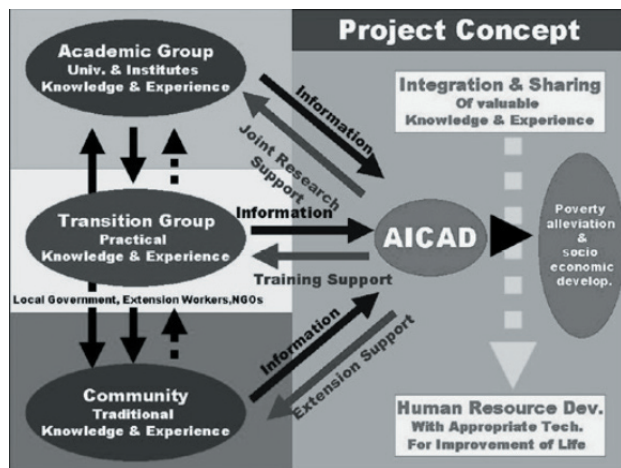 Project Concept
Academic Group
Univ. & Institutes
Knowledge & Experience
Information
Joint Research
Support
Integration & Sharing
Of valuable
Knowledge & Experience
Transition Group
Practical
Knowledge & Experience
Information
Training Support
Local Government, Extension Workers,NGOs
AICAD
Poverty
alleviation
&
socio
economic
develop.
Community
Traditional
Knowledge & Experience
Information
Extension Support
Human Resource Dev.
With Appropriate Tech.
For Improvement of Life